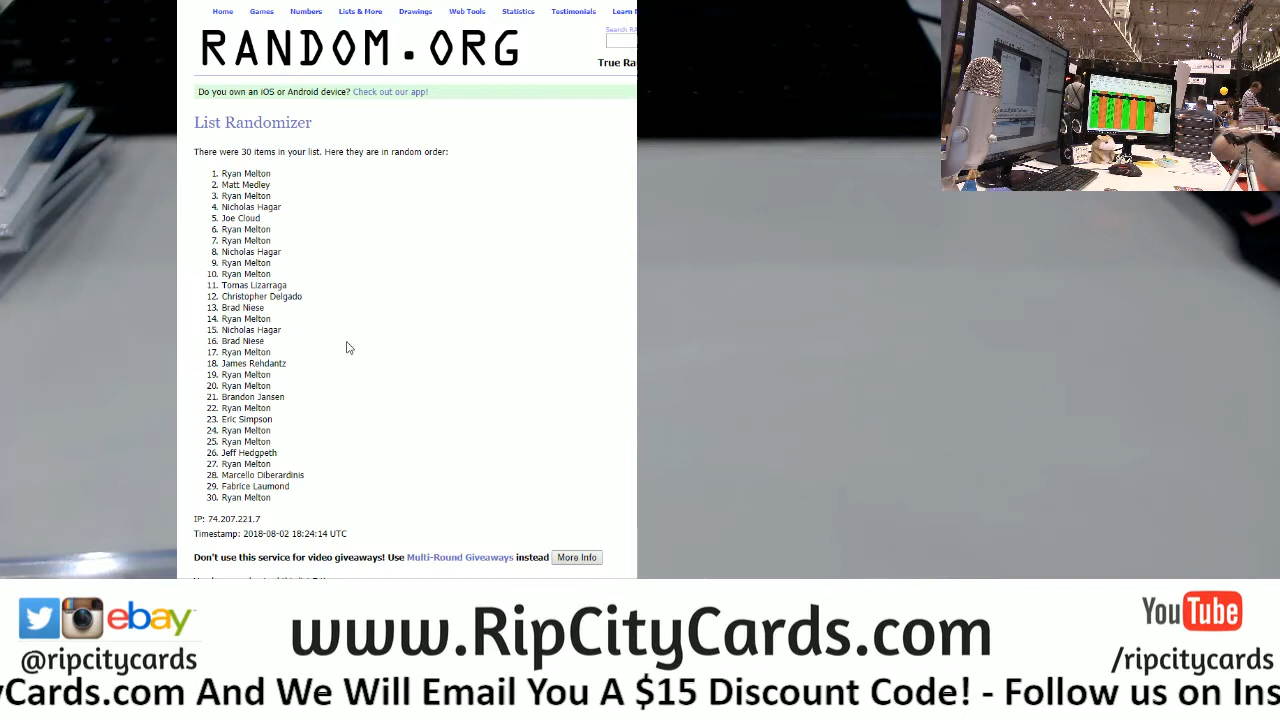 Home Games Numbers Lists & More Drawings Web Tools Statistics Testimonials Learn
RANDOM.ORG
Search RA
True Ra
Do you own an iOS or Android device? Check out our app!
List Randomizer
There were 30 items in your list. Here they are in random order:
1. Ryan Melton
2. Matt Medley
3. Ryan Melton
4. Nicholas Hagar
5. Joe Cloud
6. Ryan Melton
7. Ryan Melton
8. Nicholas Hagar
9. Ryan Melton
10. Ryan Melton
11. Tomas Lizarraga
12. Christopher Delgado
13. Brad Niese
14. Ryan Melton
15. Nicholas Hagar
16. Brad Niese
17. Ryan Melton
18. James Rehdantz
19. Ryan Melton
20. Ryan Melton
21. Brandon Jansen
22. Ryan Melton
23. Eric Simpson
24. Ryan Melton
25. Ryan Melton
26. Jeff Hedgpeth
27. Ryan Melton
28. Marcello Diberardinis
29. Fabrice Laumond
30. Ryan Melton
IP: 74.207.221.7
Timestamp: 2018-08-02 18:24:14 UTC
Don't use this service for video giveaways! Use Multi-Round Giveaways instead More Info
ebay
@ripcitycards
www.RipCityCards.com
YouTube
/ripcitycards
yCards.com And We Will Email You A $15 Discount Code! - Follow us on Ins